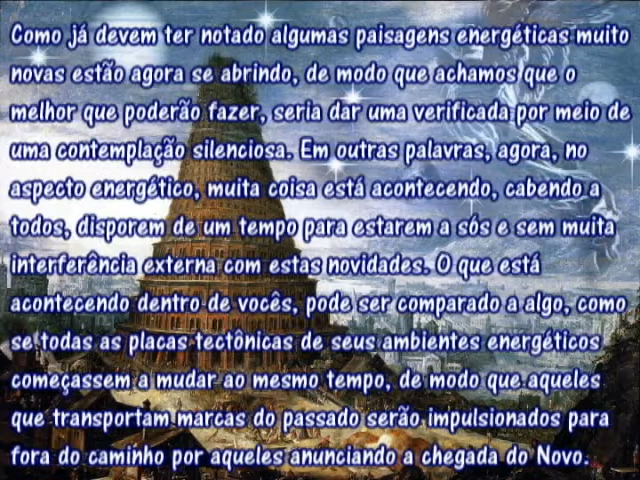 Como já devem ter notado algumas paisagens energéticas muito
novas estão agora se abrindo, de modo que achamos que o
melhor que poderão fazer, seria dar uma verificada por meio de
uma contemplação silenciosa. Em outras palavras, agora, no
aspecto energético, muita coisa está acontecendo, cabendo a
todos, disporem de um tempo para estarem a sós e sem muita
interferência externa com estas novidades. O que está
acontecendo dentro de vocês, pode ser comparado a algo, como
se todas as placas tectônicas de seus ambientes energéticos
começassem a mudar ao mesmo tempo, de modo que aqueles
que transportam marcas do passado serão impulsionados para
fora do caminho por aqueles anunciando a chegada do Novo.